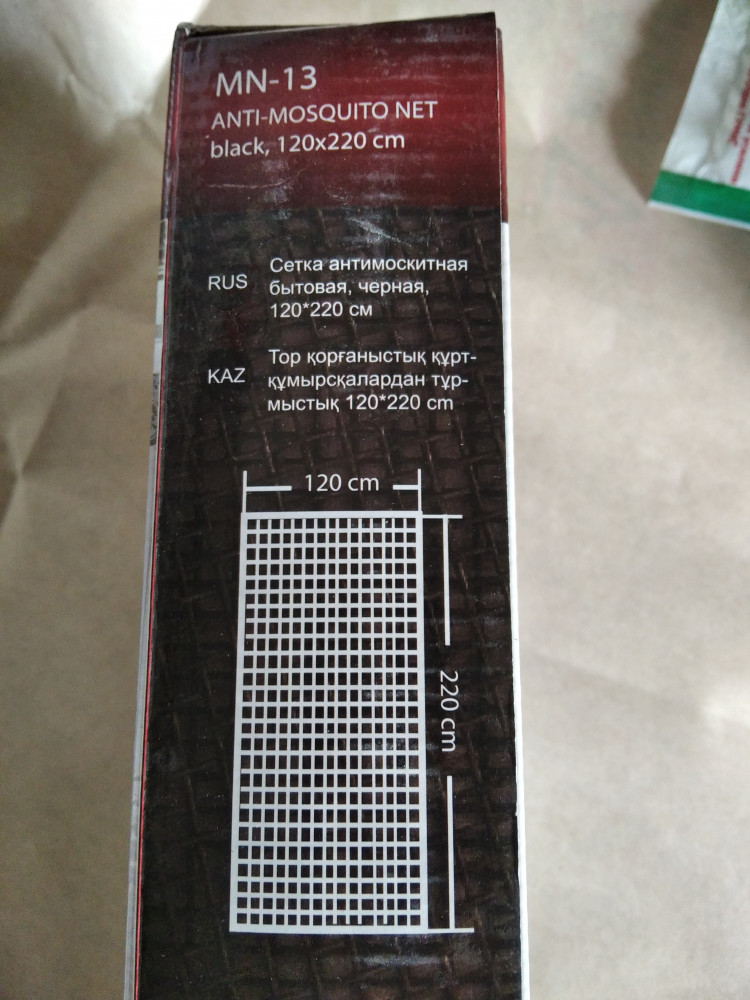 MN-13
ANTI-MOSQUITO NET
black, 120x220 cm
RUS
Сетка антимоскитная
бытовая, черная,
120*220 см
KAZ
Тор қорғаныстық құрт-
құмырсқалардан тұр-
мыстық 120*220 cm
120 cm
220 cm